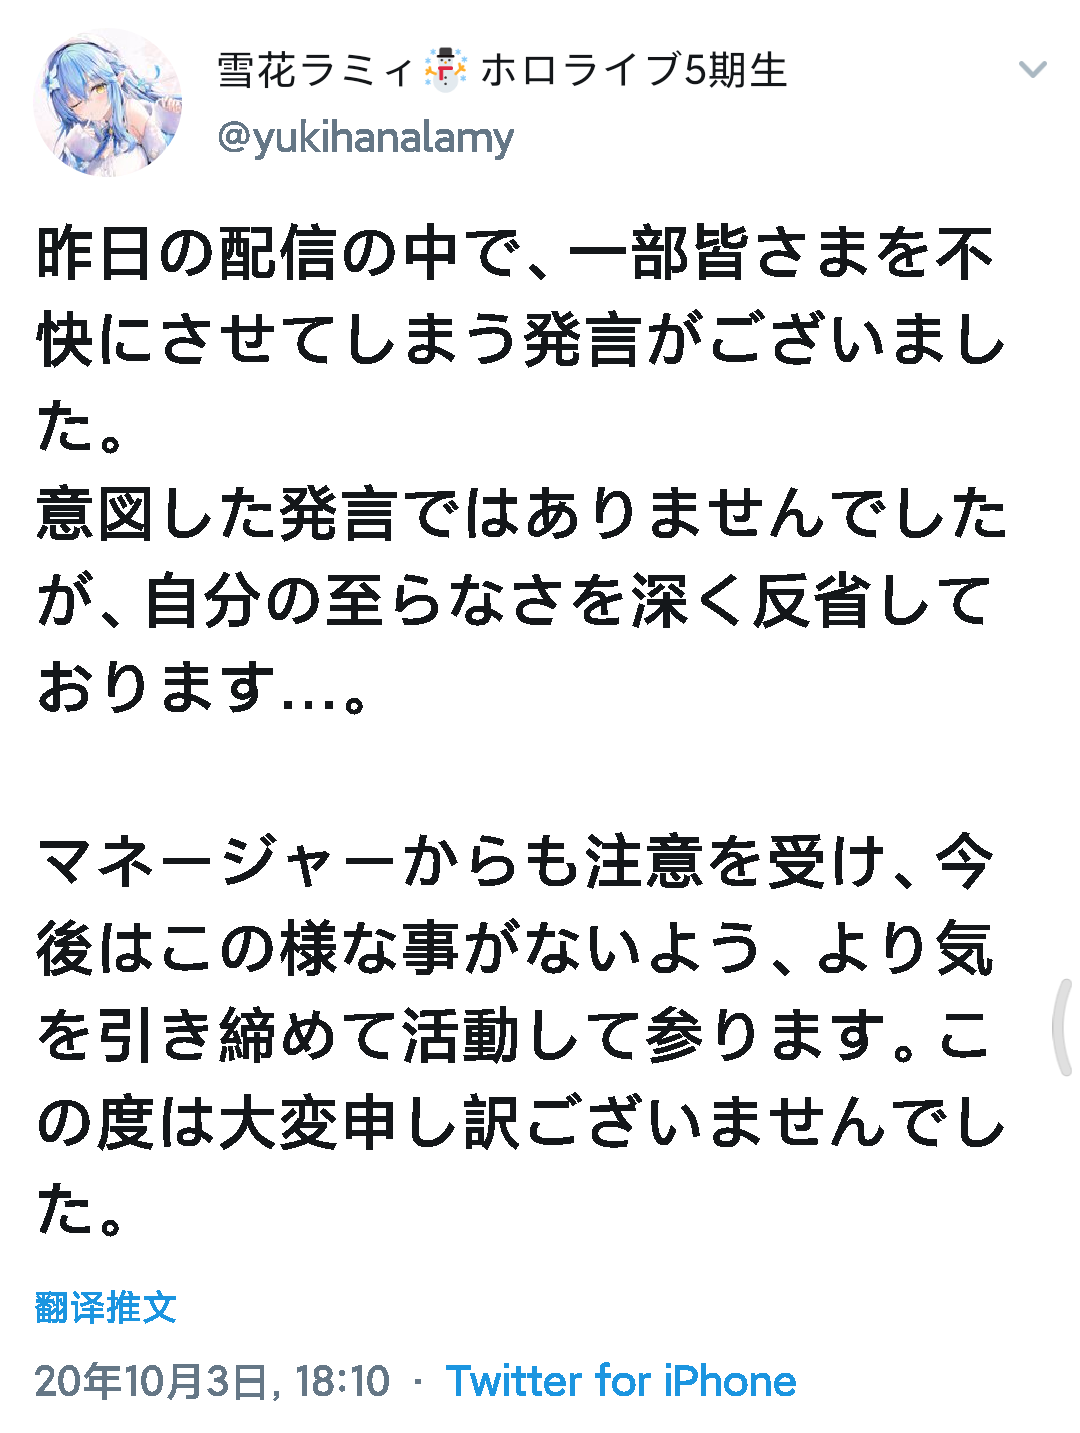 雪花ラミィ☃️ ホロライブ5期生
@yukihanalamy
昨日の配信の中で、一部皆さまを不
快にさせてしまう発言がございまし
た。
意図した発言ではありませんでした
が、自分の至らなさを深く反省して
おります...。
マネージャーからも注意を受け、今
後はこの様な事がないよう、より気
を引き締めて活動して参ります。こ
の度は大変申し訳ございませんでし
た。
翻译推文
20年10月3日, 18:10 · Twitter for iPhone